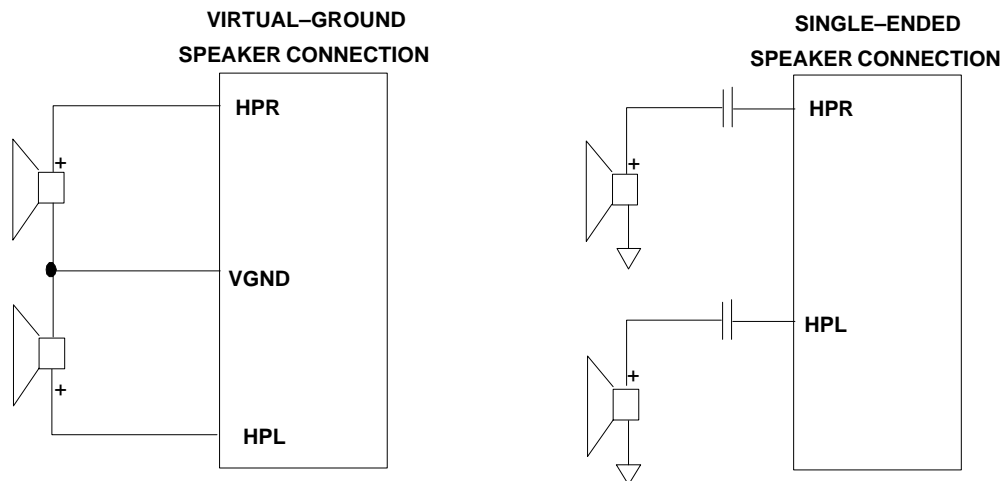 VIRTUAL–GROUND
SPEAKER CONNECTION
HPR
+
VGND
+
HPL
SINGLE–ENDED
SPEAKER CONNECTION
HPR
+
HPL
+